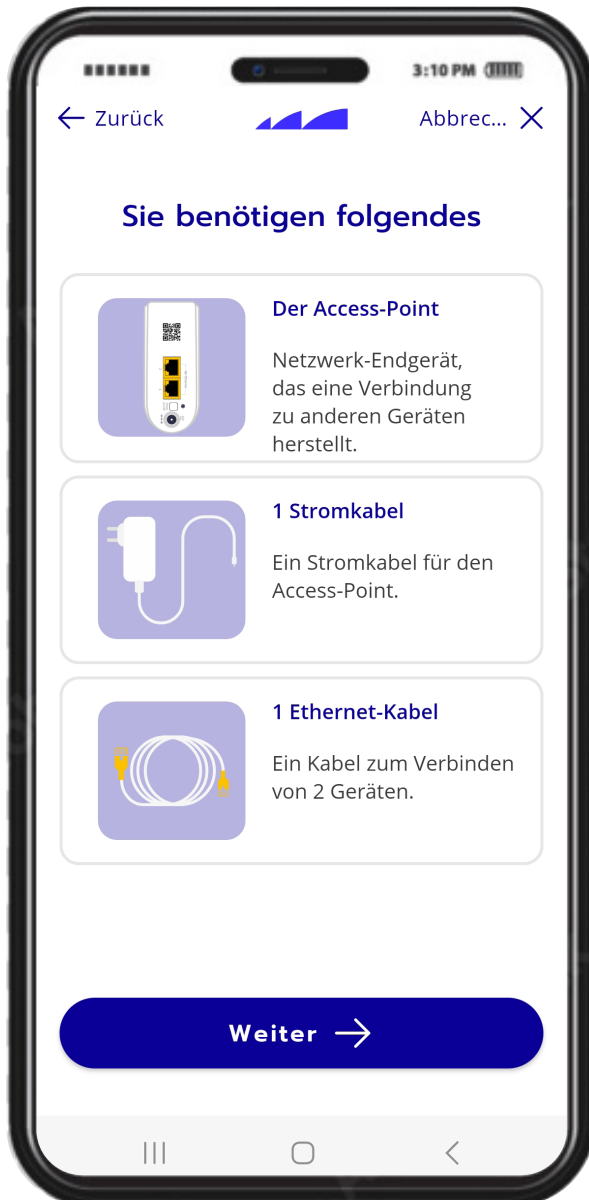 3:10 PM
Zurück
Abbrec...
Sie benötigen folgendes
Der Access-Point
Netzwerk-Endgerät,
das eine Verbindung
zu anderen Geräten
herstellt.
1 Stromkabel
Ein Stromkabel für den
Access-Point.
1 Ethernet-Kabel
Ein Kabel zum Verbinden
von 2 Geräten.
Weiter